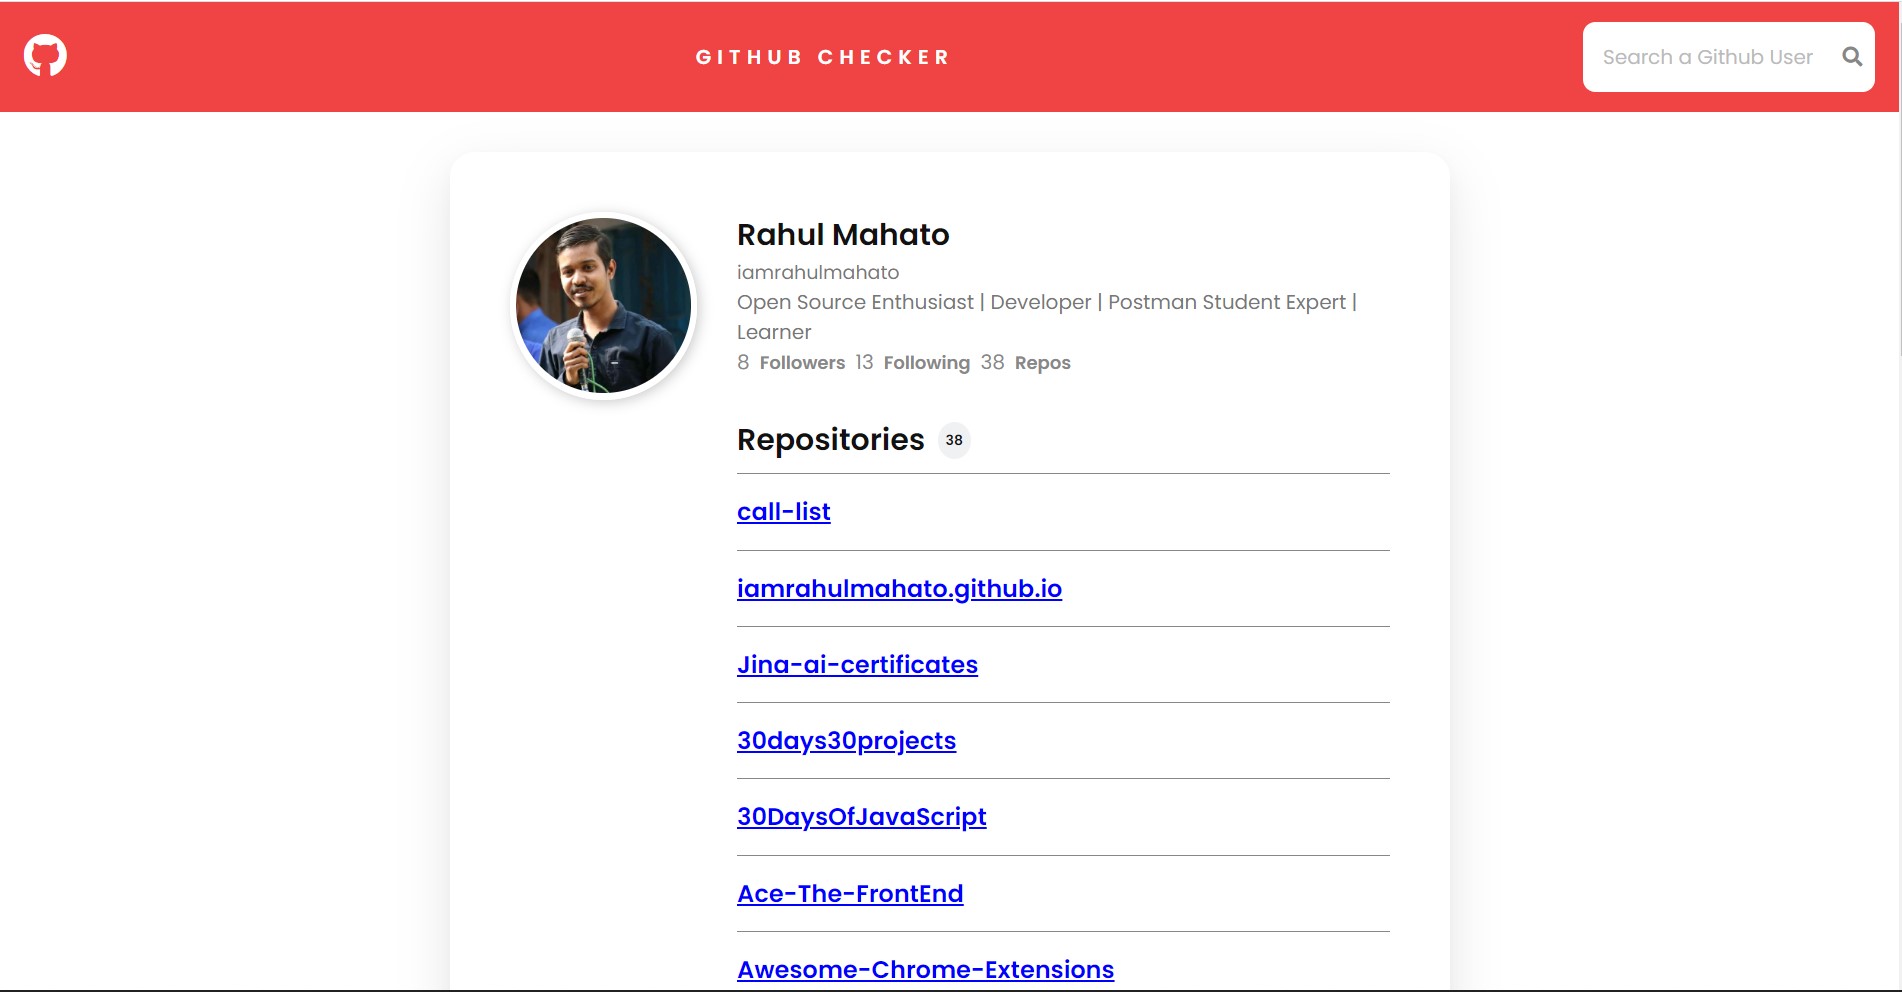 GITHUB CHECKER
Search a Github User
Rahul Mahato
iamrahulmahato
Open Source Enthusiast | Developer | Postman Student Expert |
Learner
8 Followers 13 Following 38 Repos
Repositories 38
call-list
iamrahulmahato.github.io
Jina-ai-certificates
30days30projects
30DaysOfJavaScript
Ace-The-FrontEnd
Awesome-Chrome-Extensions